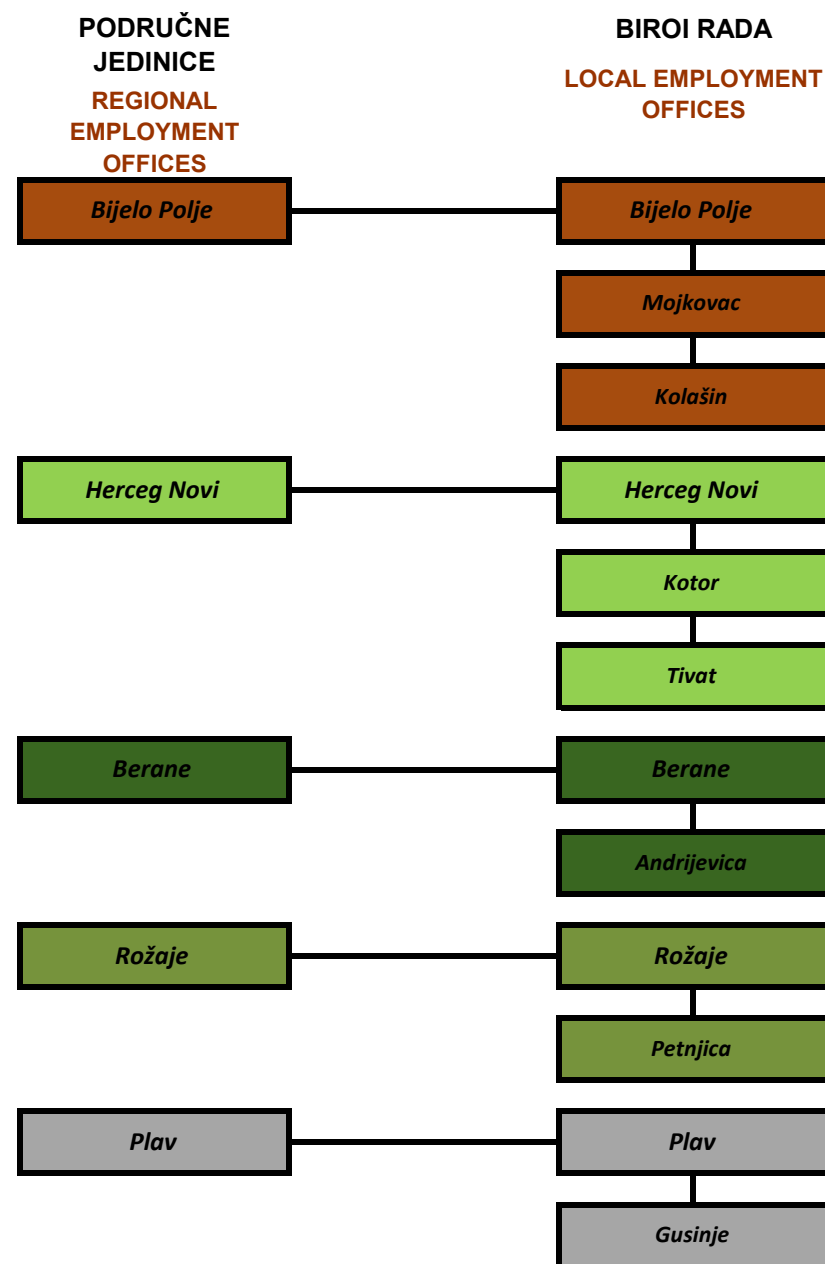 PODRUČNE
JEDINICE
REGIONAL
EMPLOYMENT
OFFICES
BIROI RADA
LOCAL EMPLOYMENT
OFFICES
Bijelo Polje
Bijelo Polje
Mojkovac
Kolašin
Herceg Novi
Herceg Novi
Kotor
Tivat
Berane
Berane
Andrijevica
Rožaje
Rožaje
Petnjica
Plav
Plav
Gusinje